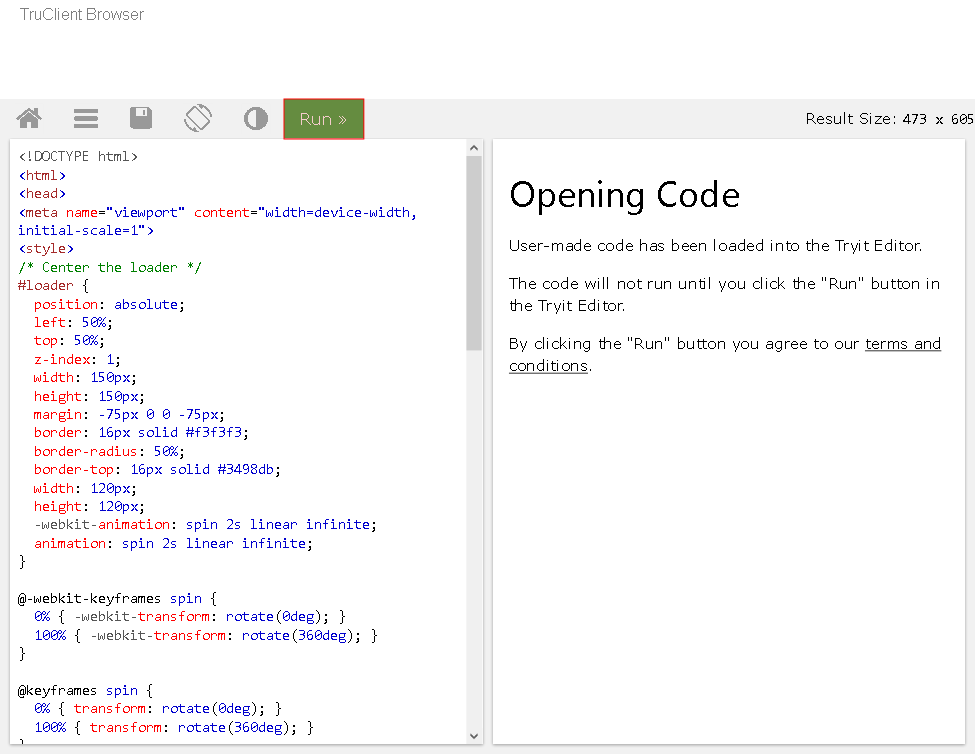 TruClient Browser
Run »
Result Size: 473 x 605
<!DOCTYPE html>
<html>
<head>
<meta name="viewport" content="width=device-width,
initial-scale=1">
<style>
/* Center the loader */
#loader {
  position: absolute;
  left: 50%;
  top: 50%;
  z-index: 1;
  width: 150px;
  height: 150px;
  margin: -75px 0 0 -75px;
  border: 16px solid #f3f3f3;
  border-radius: 50%;
  border-top: 16px solid #3498db;
  width: 120px;
  height: 120px;
  -webkit-animation: spin 2s linear infinite;
  animation: spin 2s linear infinite;
}
@-webkit-keyframes spin {
  0% { -webkit-transform: rotate(0deg); }
  100% { -webkit-transform: rotate(360deg); }
}
@keyframes spin {
  0% { transform: rotate(0deg); }
  100% { transform: rotate(360deg); }
Opening Code
User-made code has been loaded into the Tryit Editor.
The code will not run until you click the "Run" button in
the Tryit Editor.
By clicking the "Run" button you agree to our terms and
conditions.